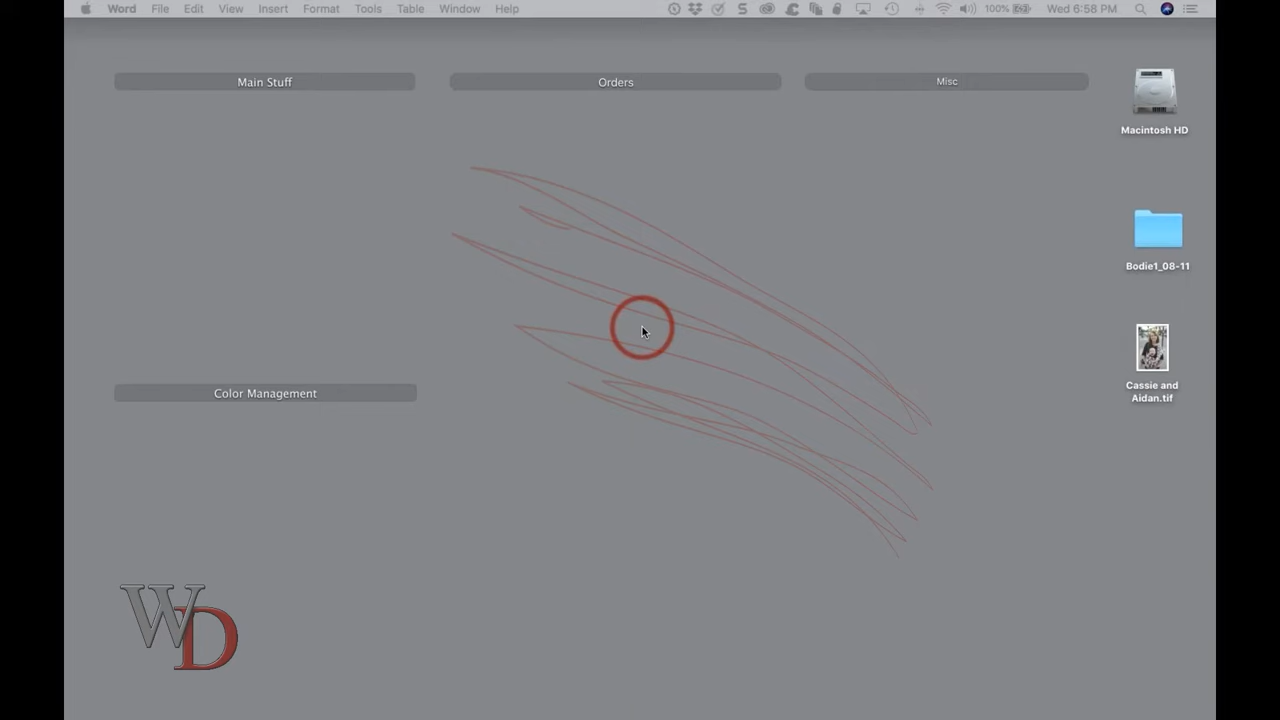 Word File Edit View Insert Format Tools Table Window Help 100% Wed 6:58 PM
Main Stuff Orders Misc
Macintosh HD
Bodie1_08-11
Cassie and
Aidan.tif
Color Management
WD